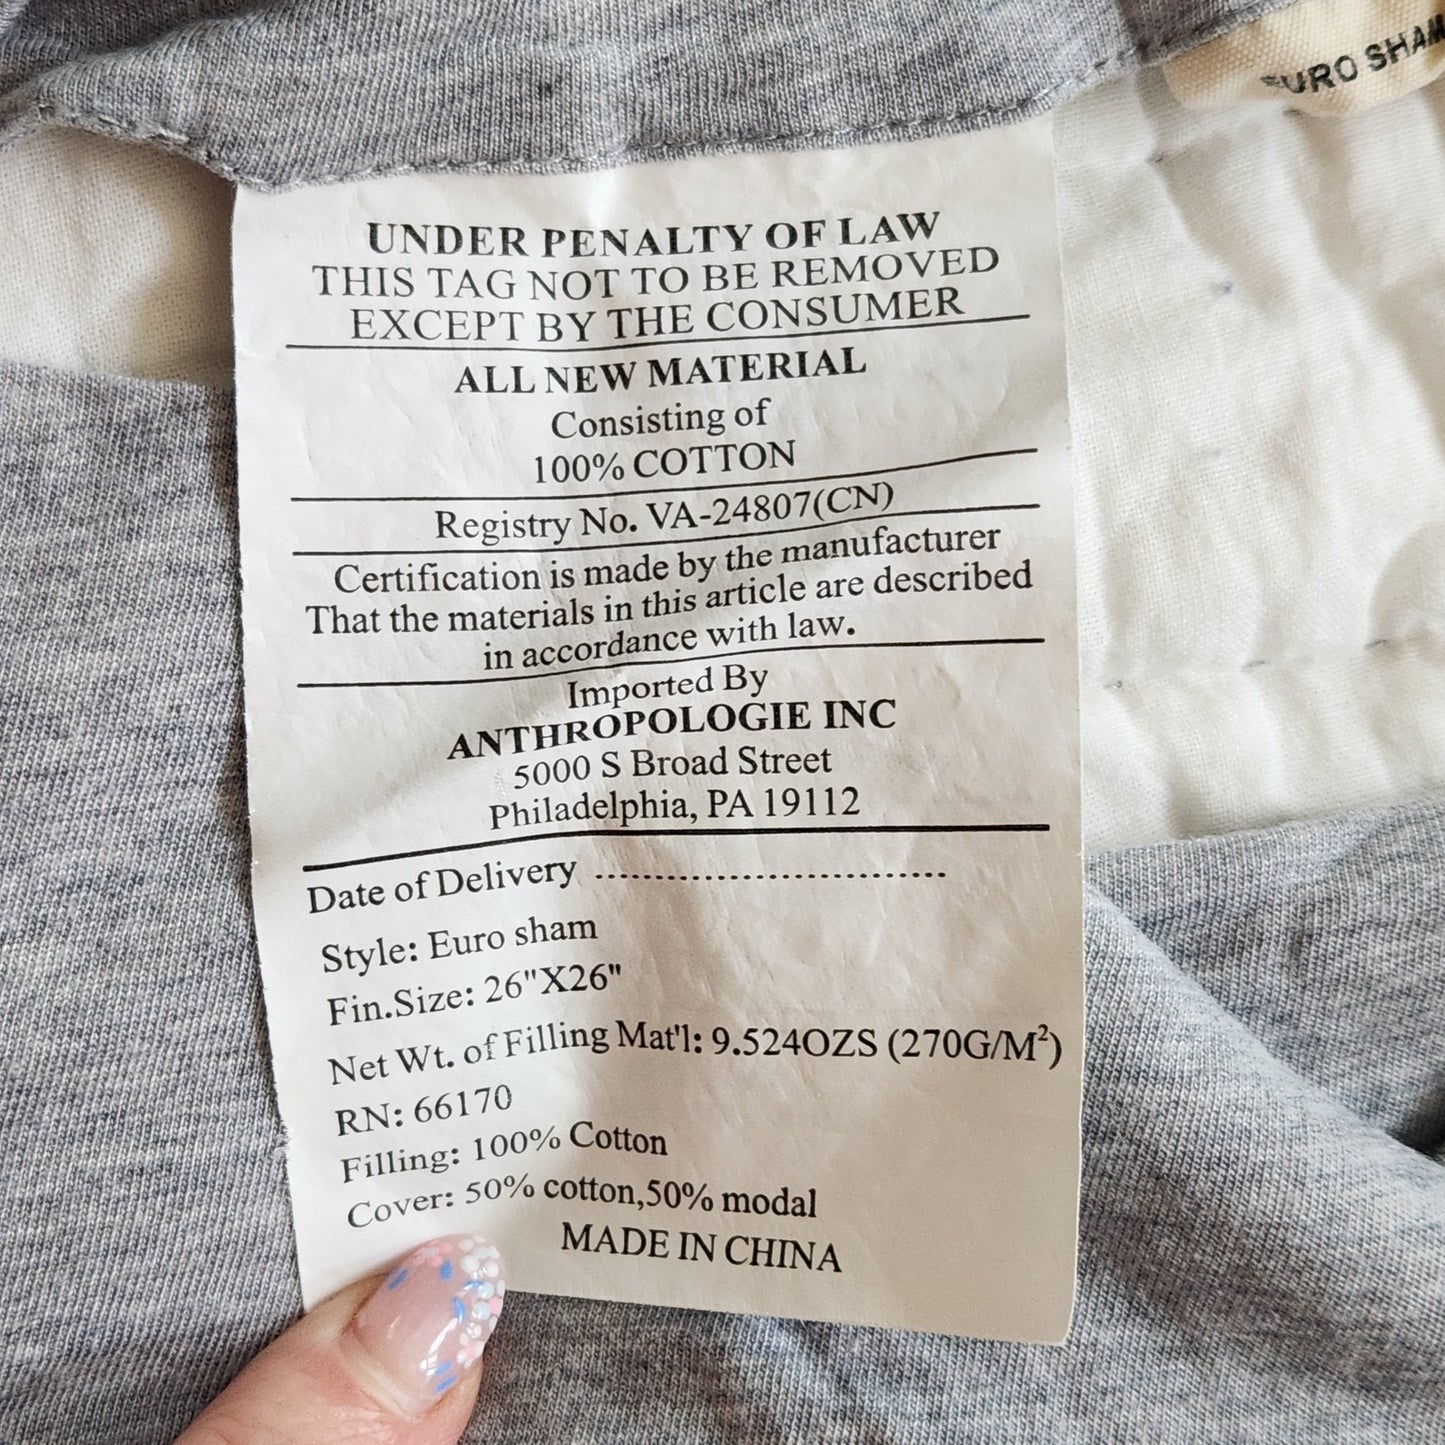 EURO SHAM
UNDER PENALTY OF LAW
THIS TAG NOT TO BE REMOVED
EXCEPT BY THE CONSUMER
ALL NEW MATERIAL
Consisting of
100% COTTON
Registry No. VA-24807(CN)
Certification is made by the manufacturer
That the materials in this article are described
in accordance with law.
Imported By
ANTHROPOLOGIE INC
5000 S Broad Street
Philadelphia, PA 19112
Date of Delivery ............................
Style: Euro sham
Fin.Size: 26"X26"
Net Wt. of Filling Mat'l: 9.524OZS (270G/M²)
RN: 66170
Filling: 100% Cotton
Cover: 50% cotton,50% modal
MADE IN CHINA